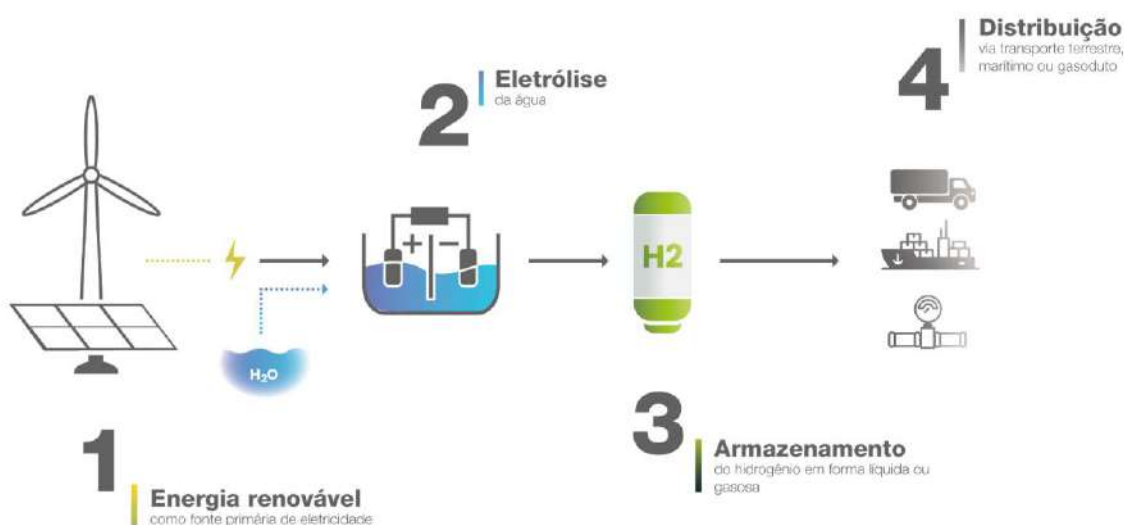 1
Energia renovável
como fonte primária de eletricidade
H₂O
2
Eletrólise
da água
+ −
H2
3
Armazenamento
do hidrogênio em forma líquida ou
gasosa
4
Distribuição
via transporte terrestre,
marítimo ou gasoduto